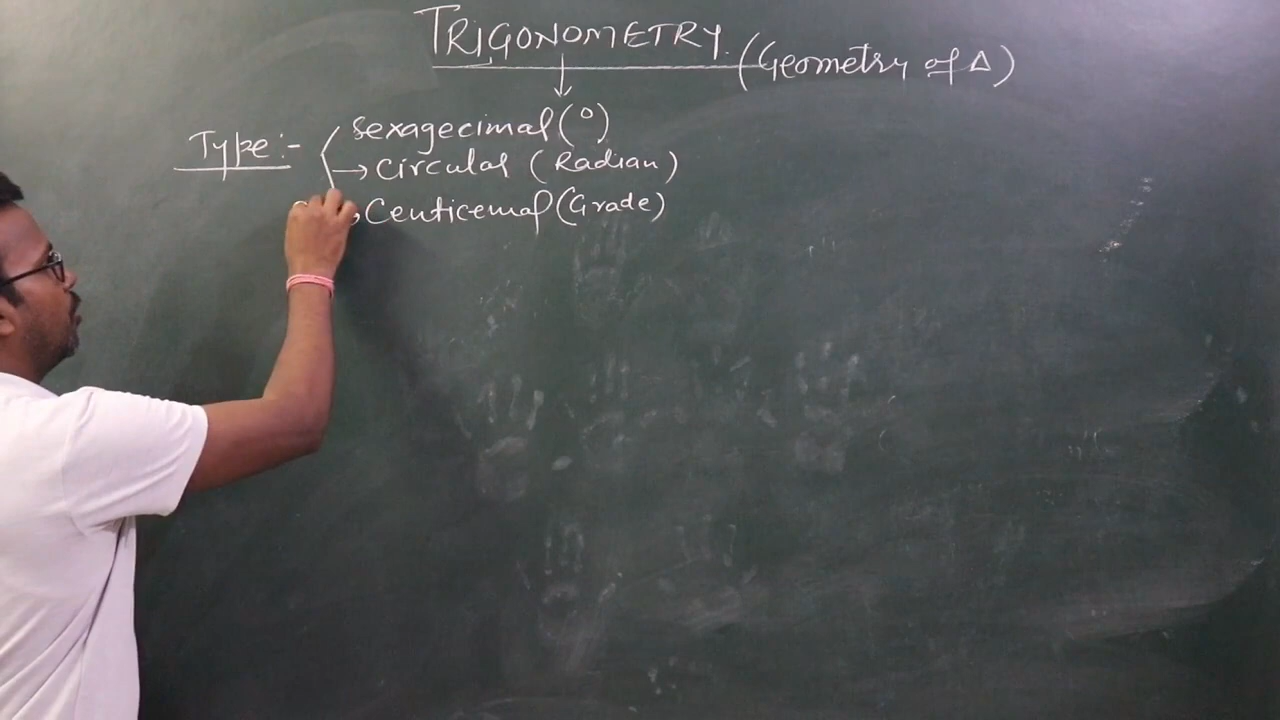 TRIGONOMETRY. (Geometry of Δ)
Type:- sexagecimal (°)
→ Circular (Radian)
Centicemal (Grade)